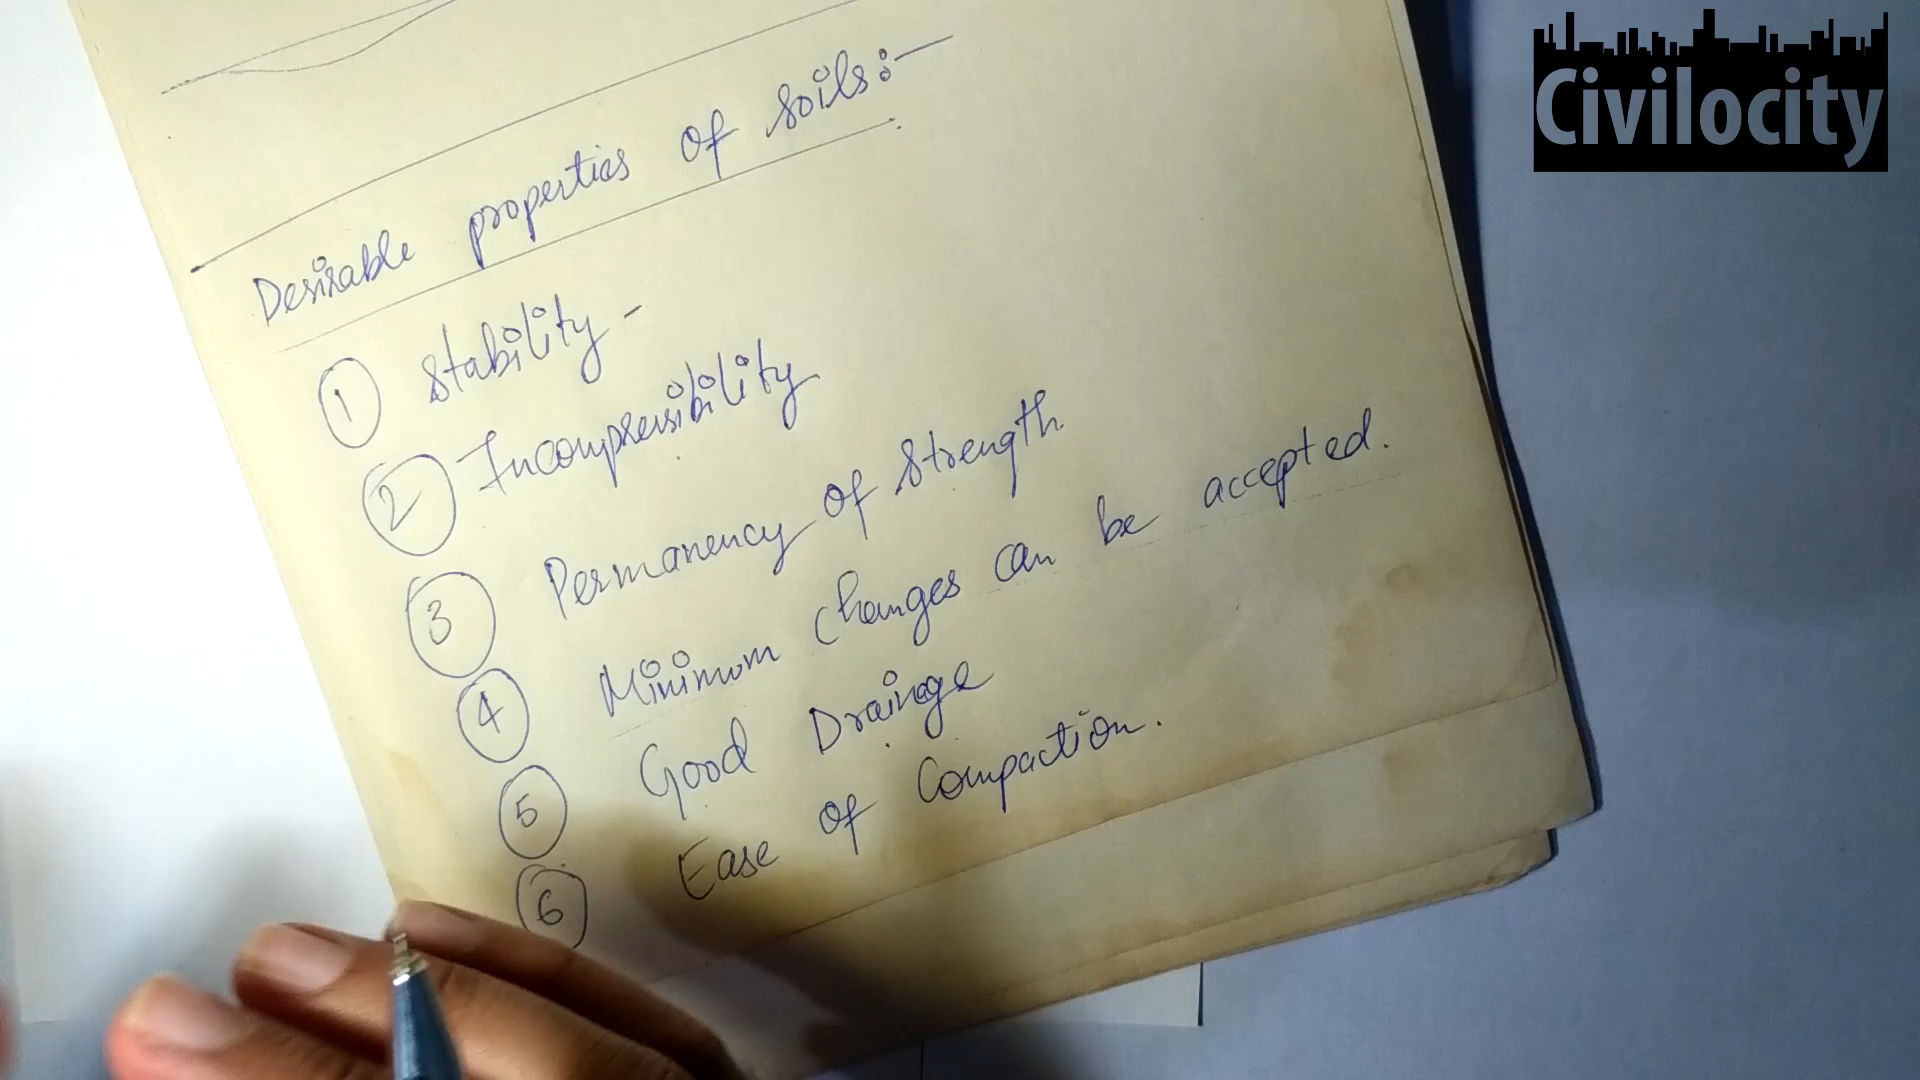 Civilocity
Desirable properties of soils:-
1 Stability -
2 Incompressibility
3 Permanency of Strength
4 Minimum changes can be accepted.
5 Good Drainage
6 Ease of Compaction.